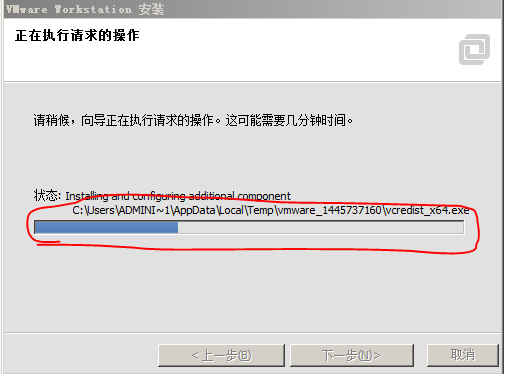 VMware Workstation 安装
正在执行请求的操作
请稍候，向导正在执行请求的操作。这可能需要几分钟时间。
状态: Installing and configuring additional component
C:\Users\ADMINI~1\AppData\Local\Temp\vmware_1445737160\vcredist_x64.exe
<上一步(B) 下一步(N)> 取消